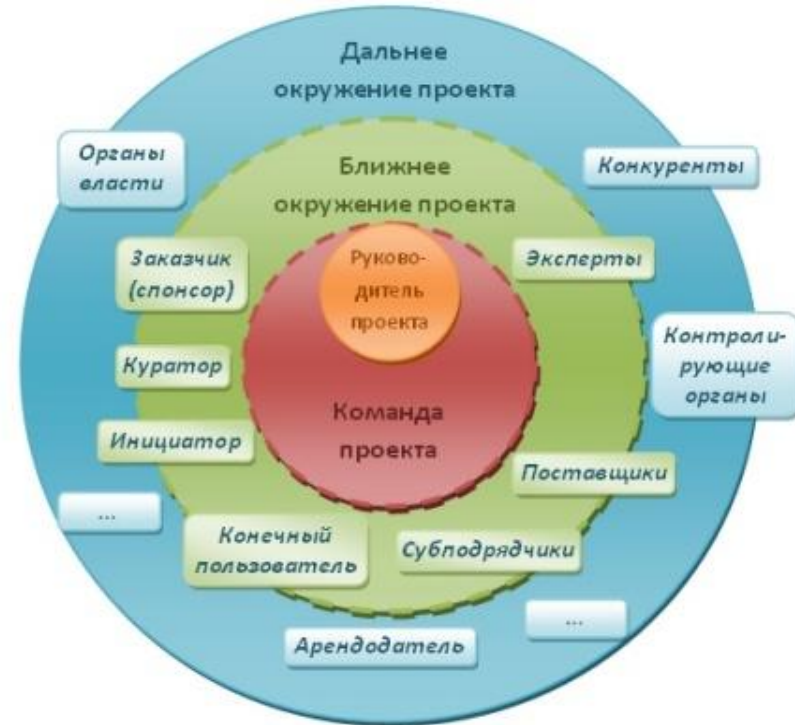 Дальнее
окружение проекта
Органы
власти
Конкуренты
Ближнее
окружение проекта
Заказчик
(спонсор)
Руково-
дитель
проекта
Эксперты
Контроли-
рующие
органы
Куратор
Команда
проекта
Инициатор
Поставщики
...
Конечный
пользователь
Субподрядчики
...
Арендодатель